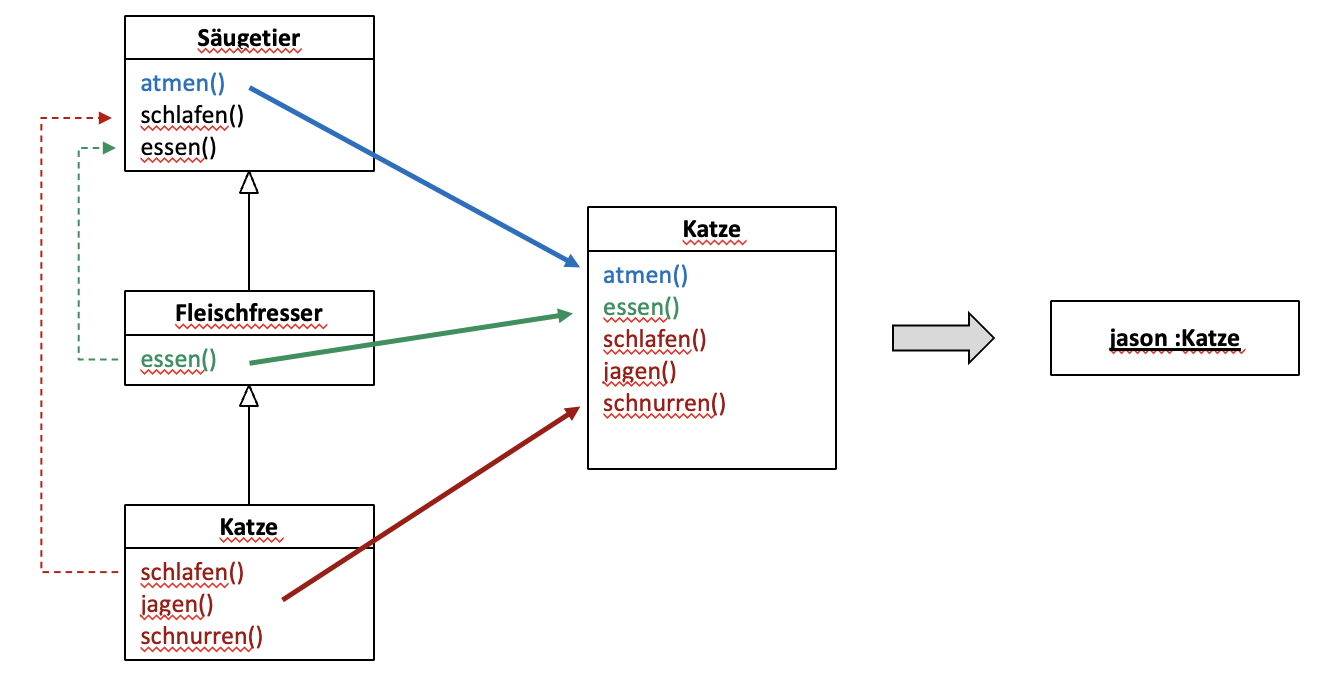 Säugetier
atmen()
schlafen()
essen()
Fleischfresser
essen()
Katze
schlafen()
jagen()
schnurren()
Katze
atmen()
essen()
schlafen()
jagen()
schnurren()
jason :Katze